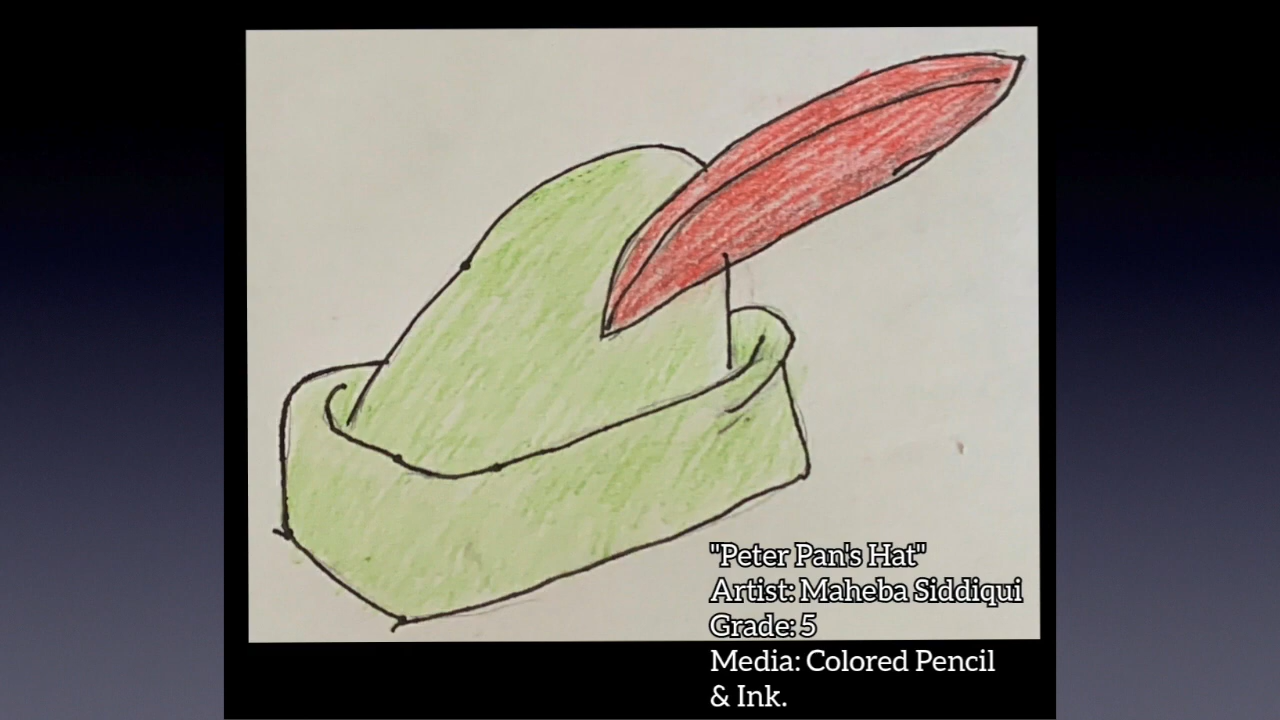 "Peter Pan's Hat"
Artist: Maheba Siddiqui
Grade: 5
Media: Colored Pencil
& Ink.